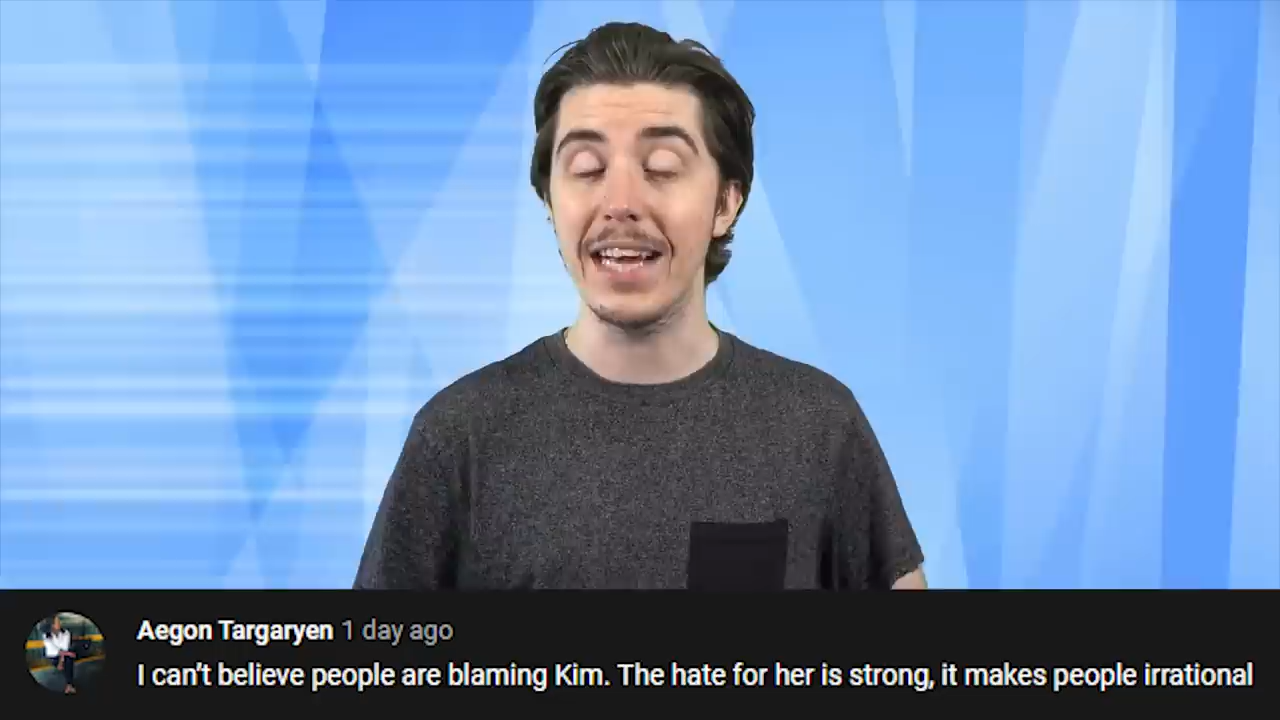 Aegon Targaryen 1 day ago
I can't believe people are blaming Kim. The hate for her is strong, it makes people irrational